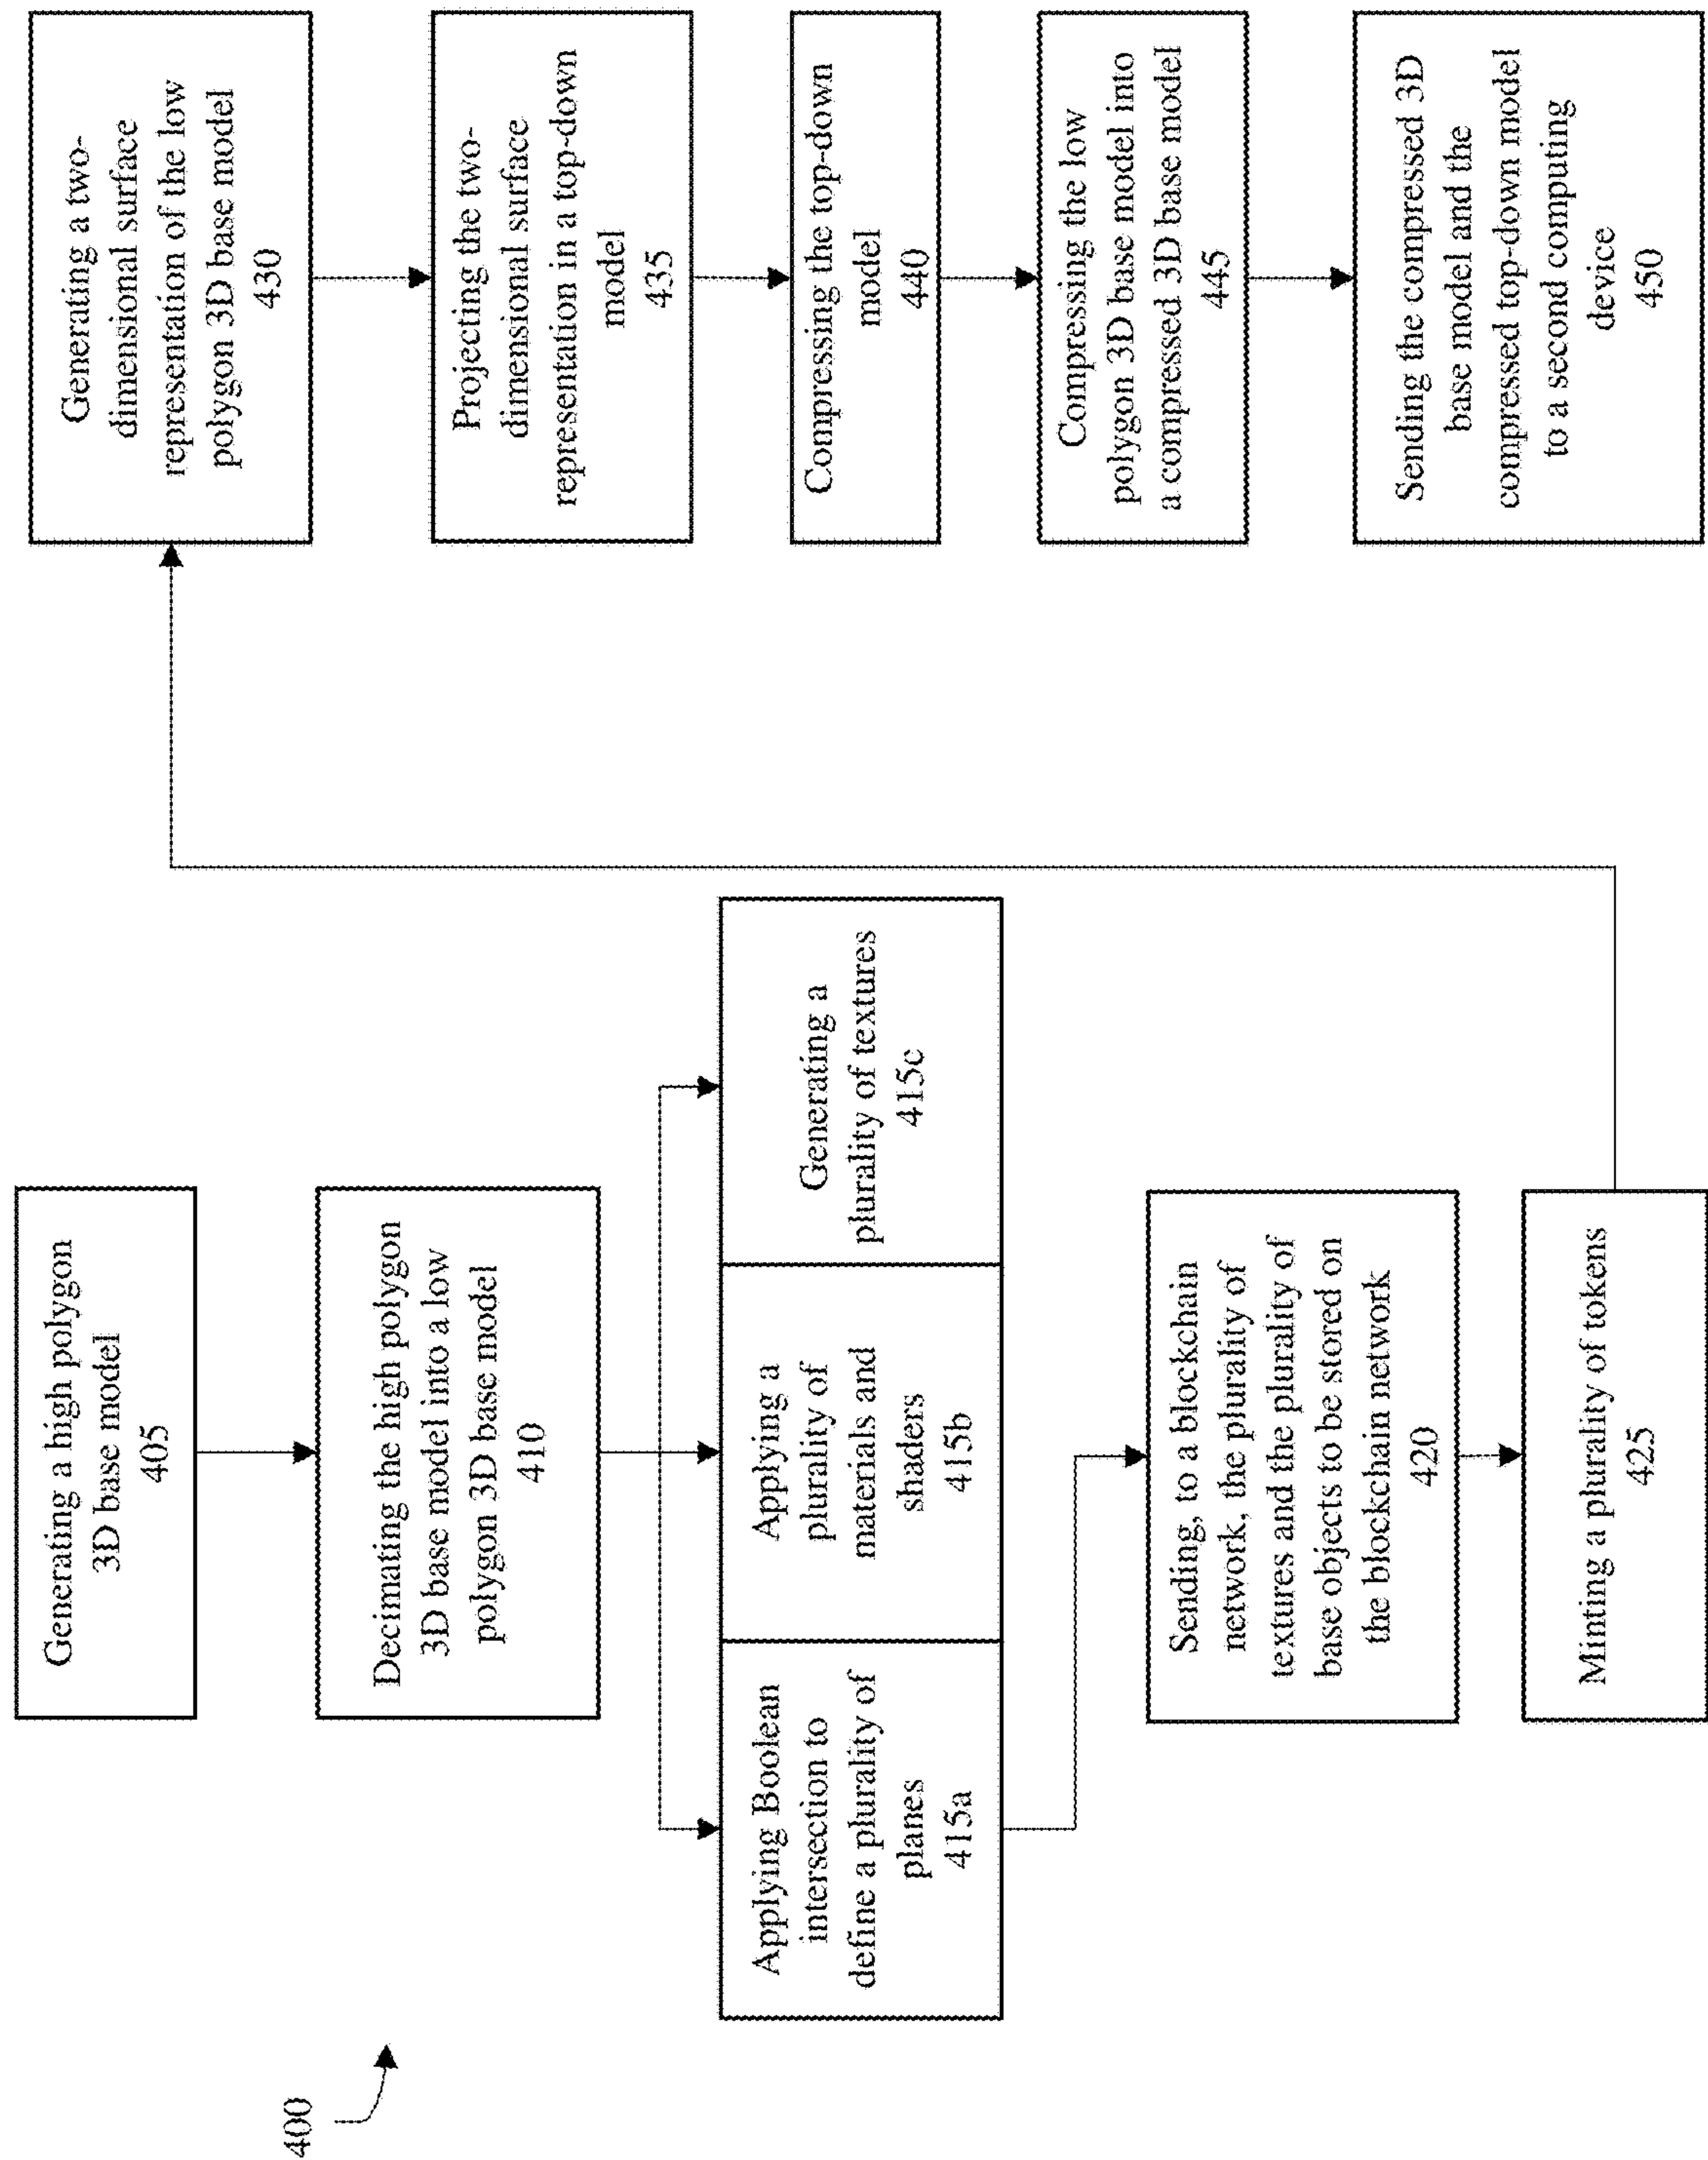 400
Generating a high polygon
3D base model
405
Decimating the high polygon
3D base model into a low
polygon 3D base model
410
Applying Boolean
intersection to
define a plurality of
planes
415a
Applying a
plurality of
materials and
shaders
415b
Generating a
plurality of textures
415c
Sending, to a blockchain
network, the plurality of
textures and the plurality of
base objects to be stored on
the blockchain network
420
Minting a plurality of tokens
425
Generating a two-
dimensional surface
representation of the low
polygon 3D base model
430
Projecting the two-
dimensional surface
representation in a top-down
model
435
Compressing the top-down
model
440
Compressing the low
polygon 3D base model into
a compressed 3D base model
445
Sending the compressed 3D
base model and the
compressed top-down model
to a second computing
device
450